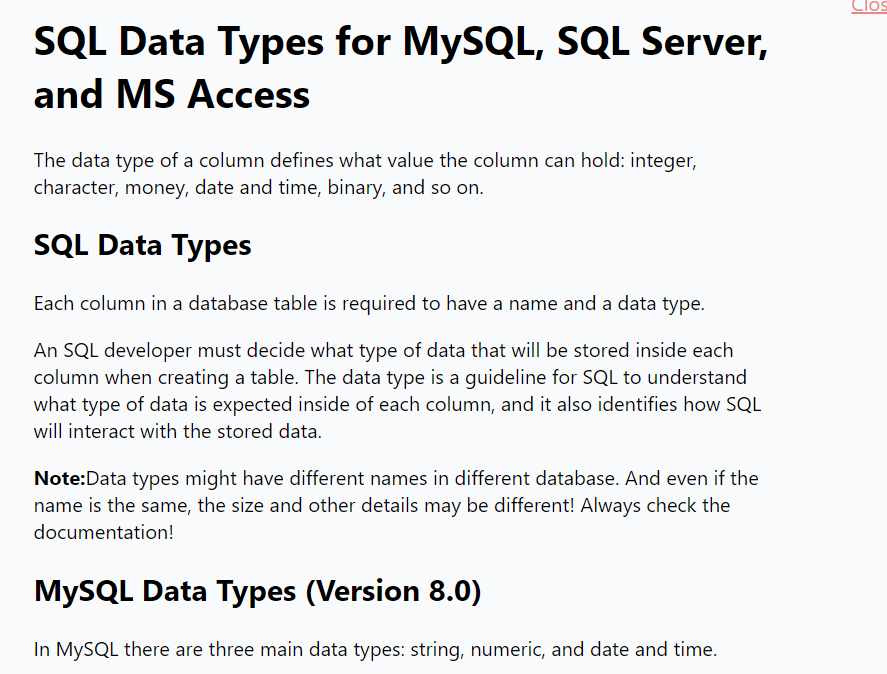 Clos
SQL Data Types for MySQL, SQL Server,
and MS Access
The data type of a column defines what value the column can hold: integer,
character, money, date and time, binary, and so on.
SQL Data Types
Each column in a database table is required to have a name and a data type.
An SQL developer must decide what type of data that will be stored inside each
column when creating a table. The data type is a guideline for SQL to understand
what type of data is expected inside of each column, and it also identifies how SQL
will interact with the stored data.
Note:Data types might have different names in different database. And even if the
name is the same, the size and other details may be different! Always check the
documentation!
MySQL Data Types (Version 8.0)
In MySQL there are three main data types: string, numeric, and date and time.